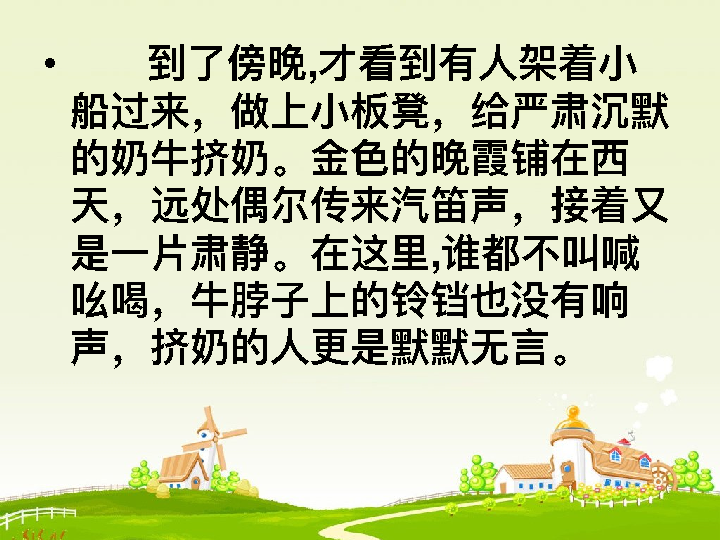 • 到了傍晚,才看到有人架着小
船过来，做上小板凳，给严肃沉默
的奶牛挤奶。金色的晚霞铺在西
天，远处偶尔传来汽笛声，接着又
是一片肃静。在这里,谁都不叫喊
吆喝，牛脖子上的铃铛也没有响
声，挤奶的人更是默默无言。